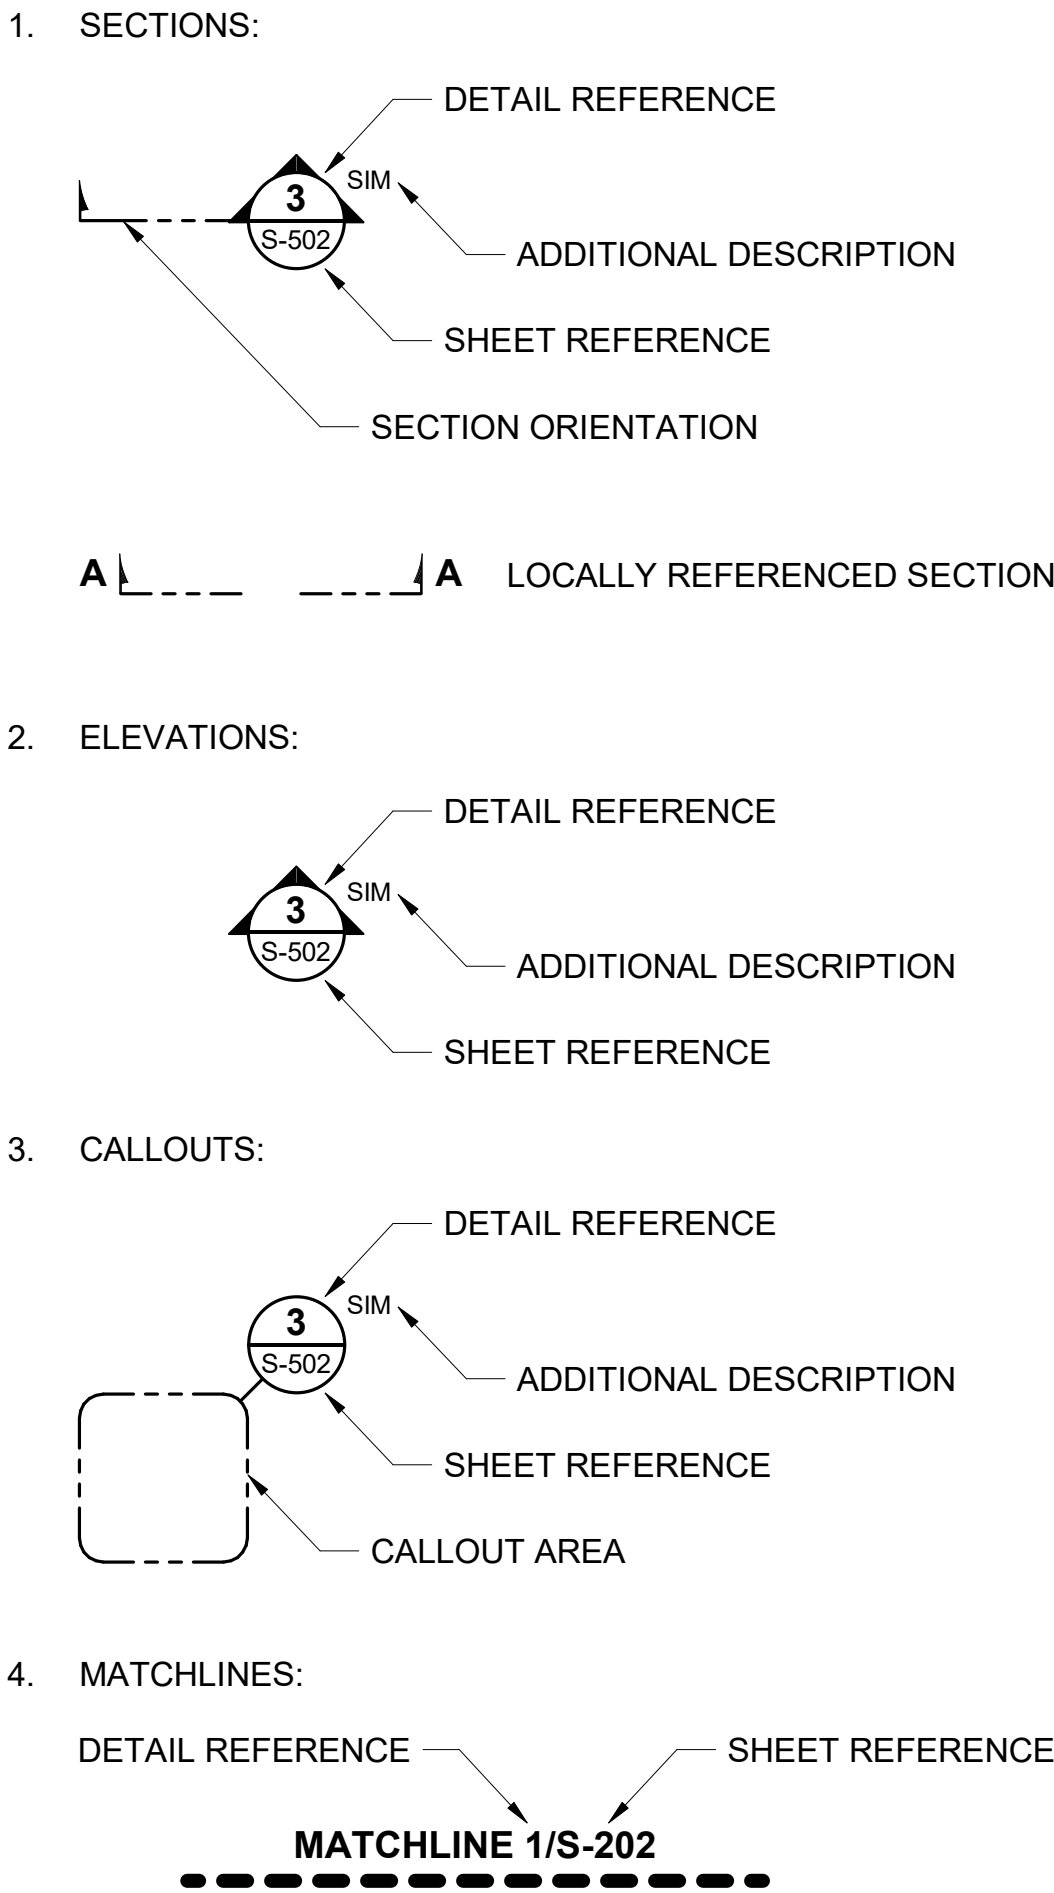 1. SECTIONS:
DETAIL REFERENCE
3
SIM
S-502
ADDITIONAL DESCRIPTION
SHEET REFERENCE
SECTION ORIENTATION
A A LOCALLY REFERENCED SECTION
2. ELEVATIONS:
DETAIL REFERENCE
3
SIM
S-502
ADDITIONAL DESCRIPTION
SHEET REFERENCE
3. CALLOUTS:
DETAIL REFERENCE
3
SIM
S-502
ADDITIONAL DESCRIPTION
SHEET REFERENCE
CALLOUT AREA
4. MATCHLINES:
DETAIL REFERENCE
SHEET REFERENCE
MATCHLINE 1/S-202